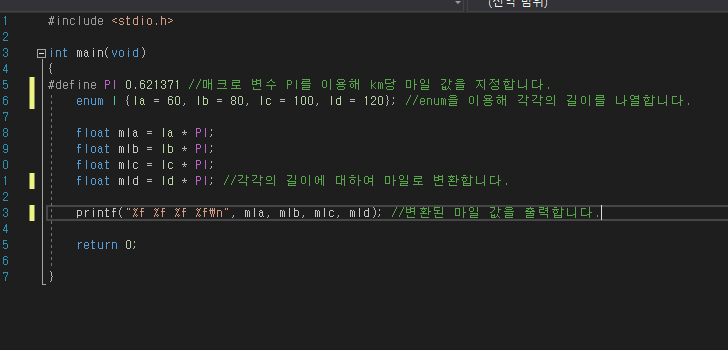 (전역 범위)
1 #include <stdio.h>
2
3 int main(void)
4 {
5 #define PI 0.621371 //매크로 변수 PI를 이용해 km당 마일 값을 지정합니다.
6 enum l {la = 60, lb = 80, lc = 100, ld = 120}; //enum을 이용해 각각의 길이를 나열합니다.
7
8 float mla = la * PI;
9 float mlb = lb * PI;
0 float mlc = lc * PI;
1 float mld = ld * PI; //각각의 길이에 대하여 마일로 변환합니다.
2
3 printf("%f %f %f %f₩n", mla, mlb, mlc, mld); //변환된 마일 값을 출력합니다.
4
5 return 0;
6
7 }